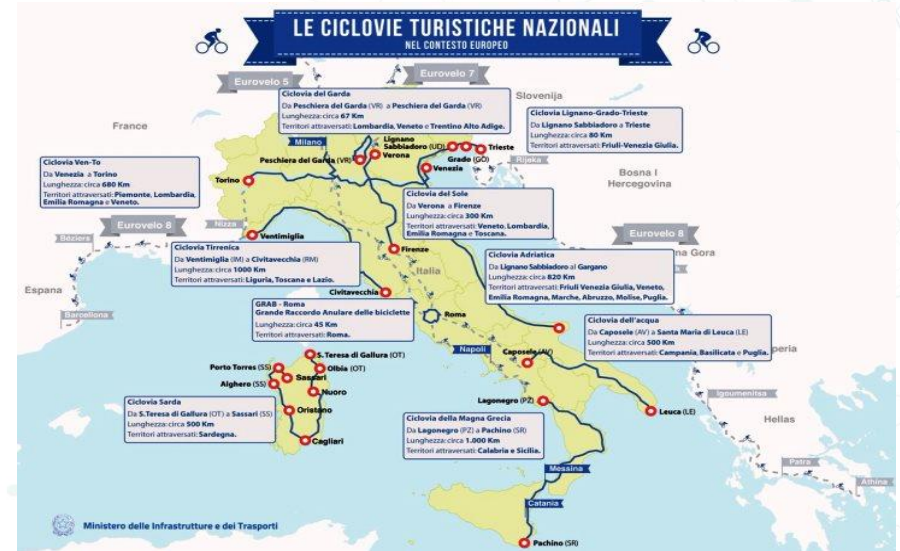 LE CICLOVIE TURISTICHE NAZIONALI
NEL CONTESTO EUROPEO
Eurovelo 5
Eurovelo 7
Slovenija
France
Ciclovia del Garda
Da Peschiera del Garda (VR) a Peschiera del Garda (VR)
Lunghezza: circa 67 Km
Territori attraversati: Lombardia, Veneto e Trentino Alto Adige.
Ciclovia Lignano-Grado-Trieste
Da Lignano Sabbiadoro a Trieste
Lunghezza: circa 80 Km
Territori attraversati: Friuli-Venezia Giulia.
Milano
Lignano
Sabbiadoro (UD)
Trieste
Peschiera del Garda (VR)
Verona
Grado (GO)
Venezia
Rijeka
Bosna I
Hercegovina
Ciclovia Ven-To
Da Venezia a Torino
Lunghezza: circa 680 Km
Territori attraversati: Piemonte, Lombardia,
Emilia Romagna e Veneto.
Torino
Ciclovia del Sole
Da Verona a Firenze
Lunghezza: circa 300 Km
Territori attraversati: Veneto, Lombardia,
Emilia Romagna e Toscana.
Nizza
Eurovelo 8
Béziers
Ventimiglia
Eurovelo 8
Gora
Firenze
Italia
Ciclovia Tirrenica
Da Ventimiglia (IM) a Civitavecchia (RM)
Lunghezza: circa 1000 Km
Territori attraversati: Liguria, Toscana e Lazio.
Ciclovia Adriatica
Da Lignano Sabbiadoro al Gargano
Lunghezza: circa 820 Km
Territori attraversati: Friuli Venezia Giulia, Veneto,
Emilia Romagna, Marche, Abruzzo, Molise, Puglia.
Espana
Barcellona
Civitavecchia
GRAB - Roma
Grande Raccordo Anulare delle biciclette
Lunghezza: circa 45 Km
Territori attraversati: Roma.
Roma
Ciclovia dell'acqua
Da Caposele (AV) a Santa Maria di Leuca (LE)
Lunghezza: circa 500 Km
Territori attraversati: Campania, Basilicata e Puglia.
Napoli
Caposele (AV)
S.Teresa di Gallura (OT)
Porto Torres (SS)
Olbia (OT)
Sassari
Alghero (SS)
Nuoro
Igoumenitsa
Lagonegro (PZ)
Leuca (LE)
Hellas
Ciclovia Sarda
Da S.Teresa di Gallura (OT) a Sassari (SS)
Lunghezza: circa 500 Km
Territori attraversati: Sardegna.
Oristano
Cagliari
Ciclovia della Magna Grecia
Da Lagonegro (PZ) a Pachino (SR)
Lunghezza: circa 1.000 Km
Territori attraversati: Calabria e Sicilia.
Patra
Messina
Athina
Catania
Ministero delle Infrastrutture e dei Trasporti
Pachino (SR)